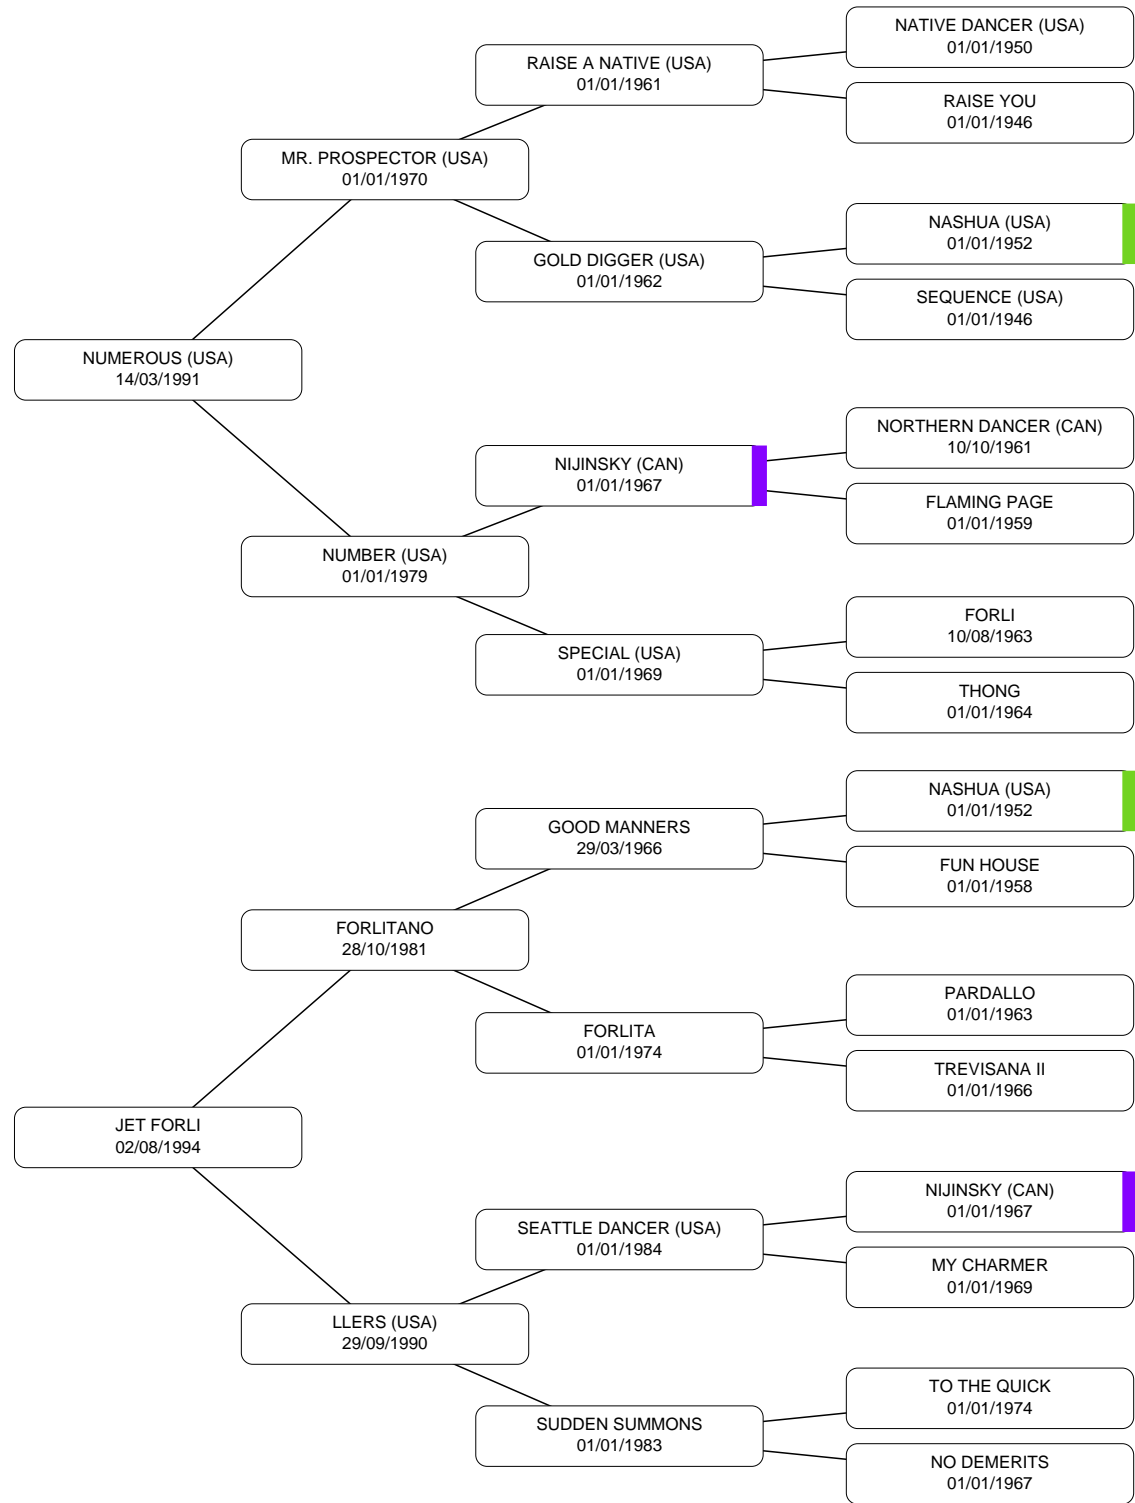 NATIVE DANCER (USA)
01/01/1950
RAISE A NATIVE (USA)
01/01/1961
RAISE YOU
01/01/1946
MR. PROSPECTOR (USA)
01/01/1970
NASHUA (USA)
01/01/1952
GOLD DIGGER (USA)
01/01/1962
SEQUENCE (USA)
01/01/1946
NUMEROUS (USA)
14/03/1991
NORTHERN DANCER (CAN)
10/10/1961
NIJINSKY (CAN)
01/01/1967
FLAMING PAGE
01/01/1959
NUMBER (USA)
01/01/1979
FORLI
10/08/1963
SPECIAL (USA)
01/01/1969
THONG
01/01/1964
NASHUA (USA)
01/01/1952
GOOD MANNERS
29/03/1966
FUN HOUSE
01/01/1958
FORLITANO
28/10/1981
PARDALLO
01/01/1963
FORLITA
01/01/1974
TREVISANA II
01/01/1966
JET FORLI
02/08/1994
NIJINSKY (CAN)
01/01/1967
SEATTLE DANCER (USA)
01/01/1984
MY CHARMER
01/01/1969
LLERS (USA)
29/09/1990
TO THE QUICK
01/01/1974
SUDDEN SUMMONS
01/01/1983
NO DEMERITS
01/01/1967